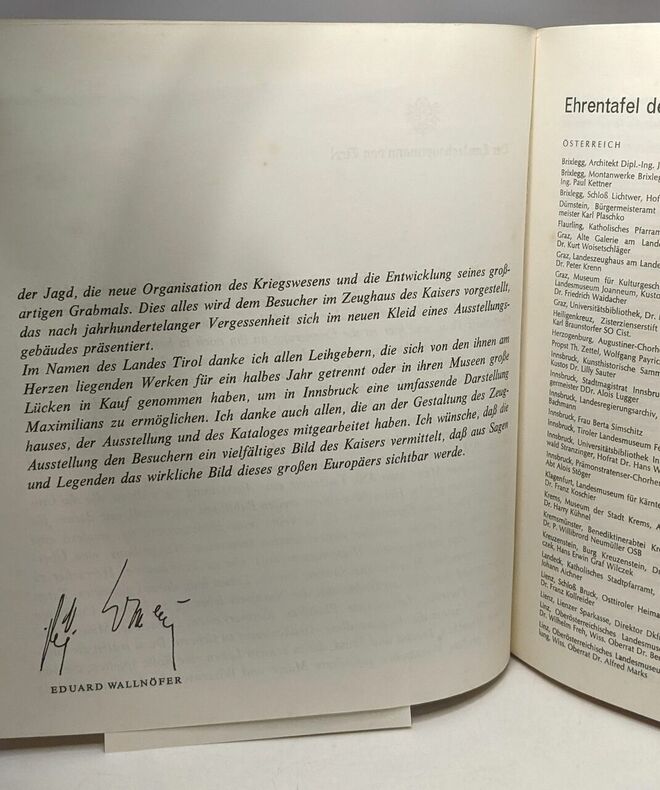 der Jagd, die neue Organisation des Kriegswesens und die Entwicklung seines groß-
artigen Grabmals. Dies alles wird dem Besucher im Zeughaus des Kaisers vorgestellt,
das nach jahrhundertelanger Vergessenheit sich im neuen Kleid eines Ausstellungs-
gebäudes präsentiert.
Im Namen des Landes Tirol danke ich allen Leihgebern, die sich von den ihnen am
Herzen liegenden Werken für ein halbes Jahr getrennt oder in ihren Museen große
Lücken in Kauf genommen haben, um in Innsbruck eine umfassende Darstellung
Maximilians zu ermöglichen. Ich danke auch allen, die an der Gestaltung des Zeug-
hauses, der Ausstellung und des Kataloges mitgearbeitet haben. Ich wünsche, daß die
Ausstellung den Besuchern ein vielfältiges Bild des Kaisers vermittelt, daß aus Sagen
und Legenden das wirkliche Bild dieses großen Europäers sichtbar werde.
EDUARD WALLNÖFER
Ehrentafel de
ÖSTERREICH
Brixlegg, Architekt Dipl.-Ing. J
Brixlegg, Montanwerke Brixleg
Ing. Paul Kettner
Brixlegg, Schloß Lichtwer, Hof
Dürnstein, Bürgermeisteramt
meister Karl Plaschko
Flaurling, Katholisches Pfarram
Graz, Alte Galerie am Lande
Dr. Kurt Woisetschläger
Graz, Landeszeughaus am Lande
Dr. Peter Krenn
Graz, Museum für Kulturgesch
Landesmuseum Joanneum, Kusto
Dr. Friedrich Waidacher
Graz, Universitätsbibliothek, Dr.
Heiligenkreuz, Zisterzienserstift
Karl Braunstorfer SO Cist.
Herzogenburg, Augustiner-Chorh
Propst Th. Zettel, Wolfgang Payric
Innsbruck, Kunsthistorische Samm
Kustos Dr. Lilly Sauter
Innsbruck, Stadtmagistrat Innsbru
germeister DDr. Alois Lugger
Innsbruck, Landesregierungsarchiv,
Bachmann
Innsbruck, Frau Berta Simschitz
Innsbruck, Tiroler Landesmuseum Fe
Innsbruck, Universitätsbibliothek In
wald Stranzinger, Hofrat Dr. Hans W
Innsbruck, Prämonstratenser-Chorher
Abt Alois Stöger
Klagenfurt, Landesmuseum für Kärnte
Dr. Franz Koschier
Krems, Museum der Stadt Krems, A
Dr. Harry Kühnel
Kremsmünster, Benediktinerabtei Kre
Dr. P. Willibrord Neumüller OSB
Kreuzenstein, Burg Kreuzenstein, Dr
czek, Hans Erwin Graf Wilczek
Landeck, Katholisches Stadtpfarramt,
Johann Aichner
Lienz, Schloß Bruck, Osttiroler Heima
Dr. Franz Kollreider
Lienz, Lienzer Sparkasse, Direktor Dkf
Linz, Oberösterreichisches Landesmuse
Dr. Wilhelm Freh, Wiss. Oberrat Dr. Be
Linz, Oberösterreichisches Landesmuseu
tung, Wiss. Oberrat Dr. Alfred Marks